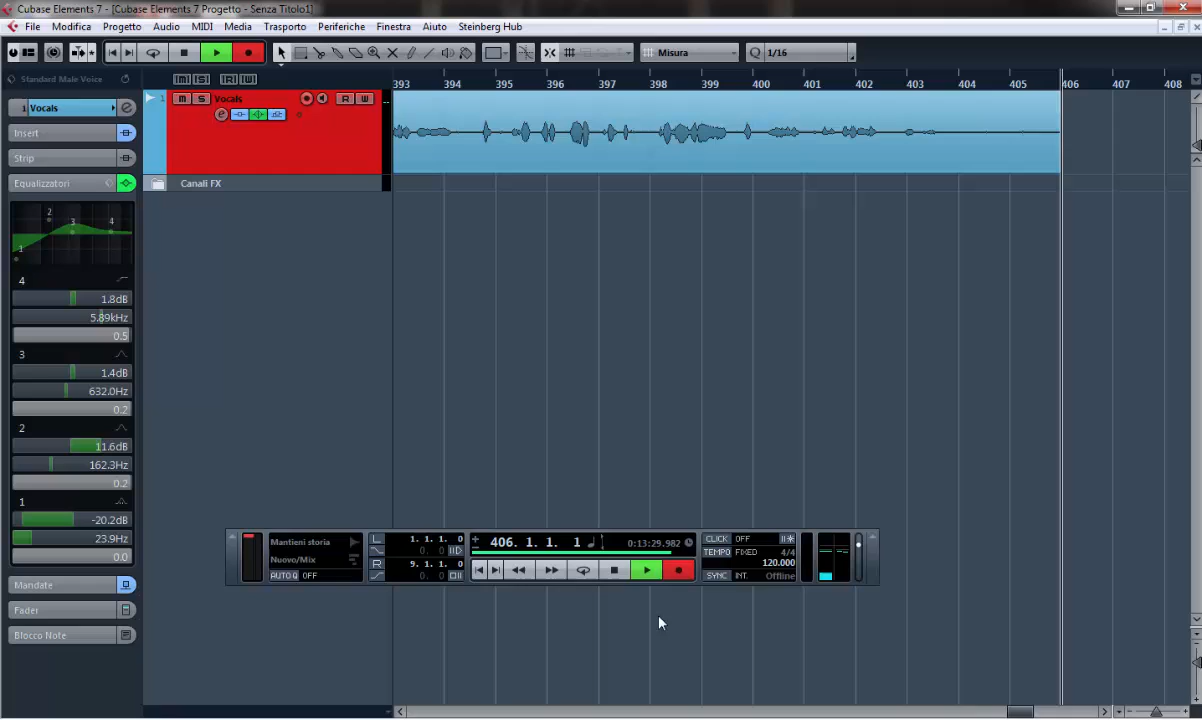 Cubase Elements 7 - [Cubase Elements 7 Progetto - Senza Titolo1]
File Modifica Progetto Audio MIDI Media Trasporto Periferiche Finestra Aiuto Steinberg Hub
Misura
1/16
Standard Male Voice
M S R W
393 394 395 396 397 398 399 400 401 402 403 404 405 406 407 408
Vocals
1 Vocals
M S
R W
e
Insert
Strip
Equalizzatori
Canali FX
2
3
4
1
4
1.8dB
5.89kHz
0.5
3
1.4dB
632.0Hz
0.2
2
11.6dB
162.3Hz
0.2
1
-20.2dB
23.9Hz
0.0
Mandate
Fader
Blocco Note
Mantieni storia
Nuovo/Mix
AUTO Q OFF
L 1. 1. 1. 0
0. 0
R 9. 1. 1. 0
0. 0
406. 1. 1. 1
0:13:29.982
CLICK OFF
TEMPO FIXED 4/4
120.000
SYNC INT. Offline